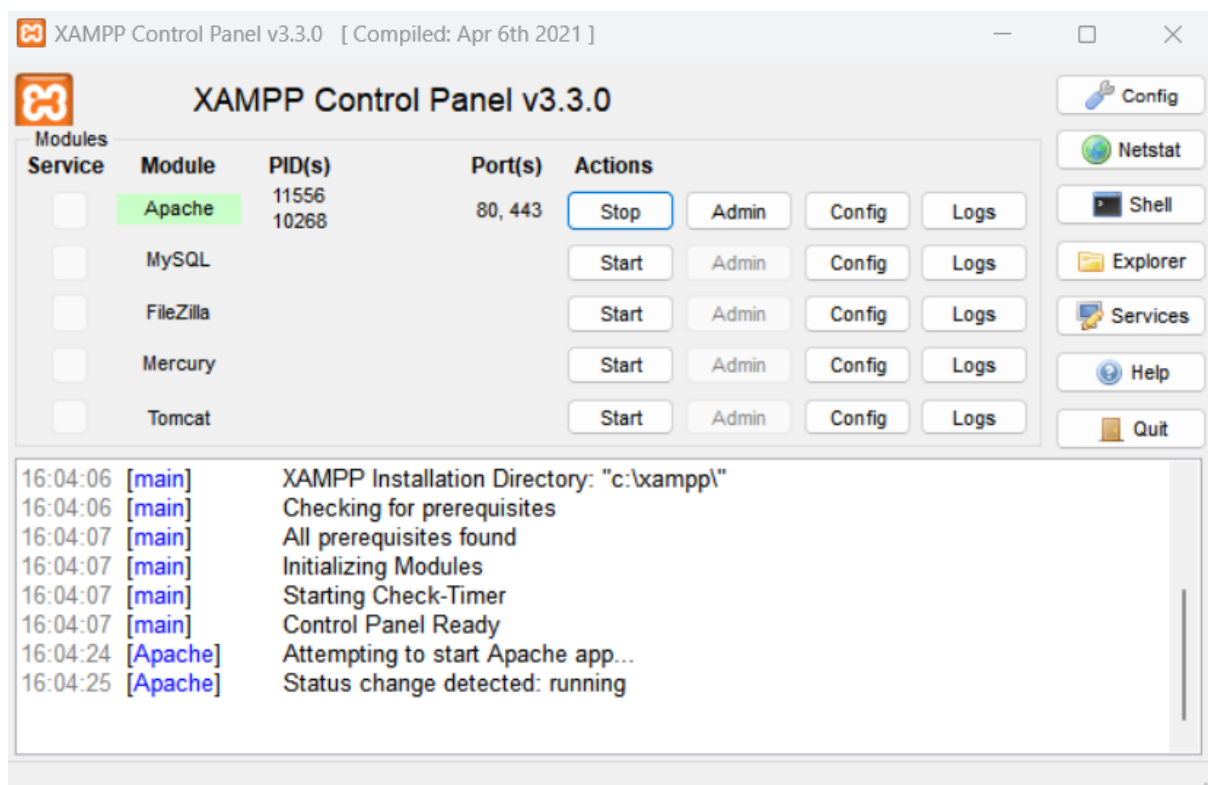 XAMPP Control Panel v3.3.0 [ Compiled: Apr 6th 2021 ]
XAMPP Control Panel v3.3.0
Config
Modules
Service Module PID(s) Port(s) Actions
Netstat
Apache 11556 10268 80, 443 Stop Admin Config Logs
Shell
MySQL Start Admin Config Logs
Explorer
FileZilla Start Admin Config Logs
Services
Mercury Start Admin Config Logs
Help
Tomcat Start Admin Config Logs
Quit
16:04:06 [main] XAMPP Installation Directory: "c:\xampp\"
16:04:06 [main] Checking for prerequisites
16:04:07 [main] All prerequisites found
16:04:07 [main] Initializing Modules
16:04:07 [main] Starting Check-Timer
16:04:07 [main] Control Panel Ready
16:04:24 [Apache] Attempting to start Apache app...
16:04:25 [Apache] Status change detected: running